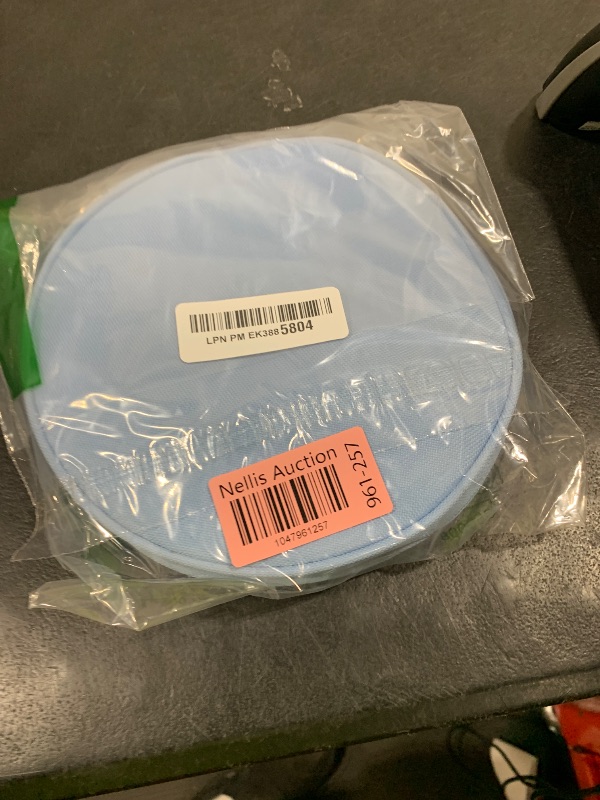 LPN PM EK3885804
Nellis Auction
1047961257
961-257